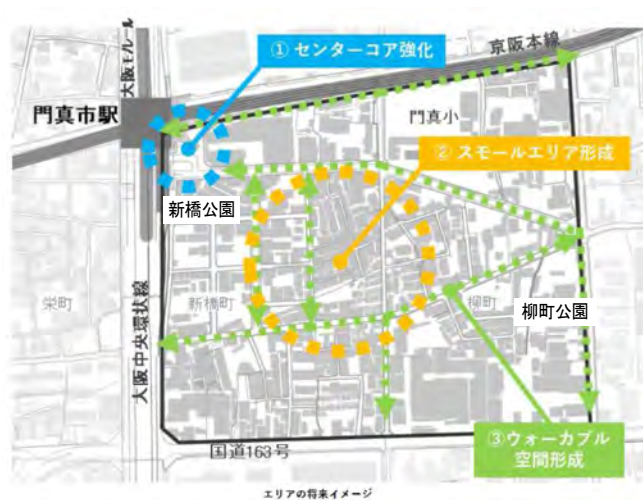 大阪モノレール
京阪本線
① センターコア強化
門真市駅
門真小
② スモールエリア形成
新橋公園
栄町
新橋町
柳町
柳町公園
大阪中央環状線
国道163号
③ウォーカブル
空間形成
エリアの将来イメージ